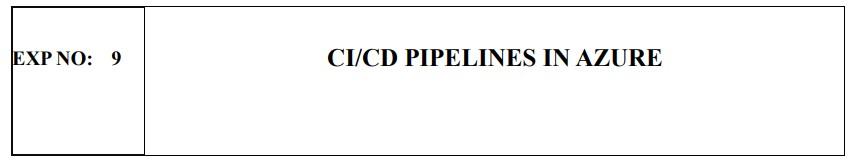 EXP NO: 9
CI/CD PIPELINES IN AZURE